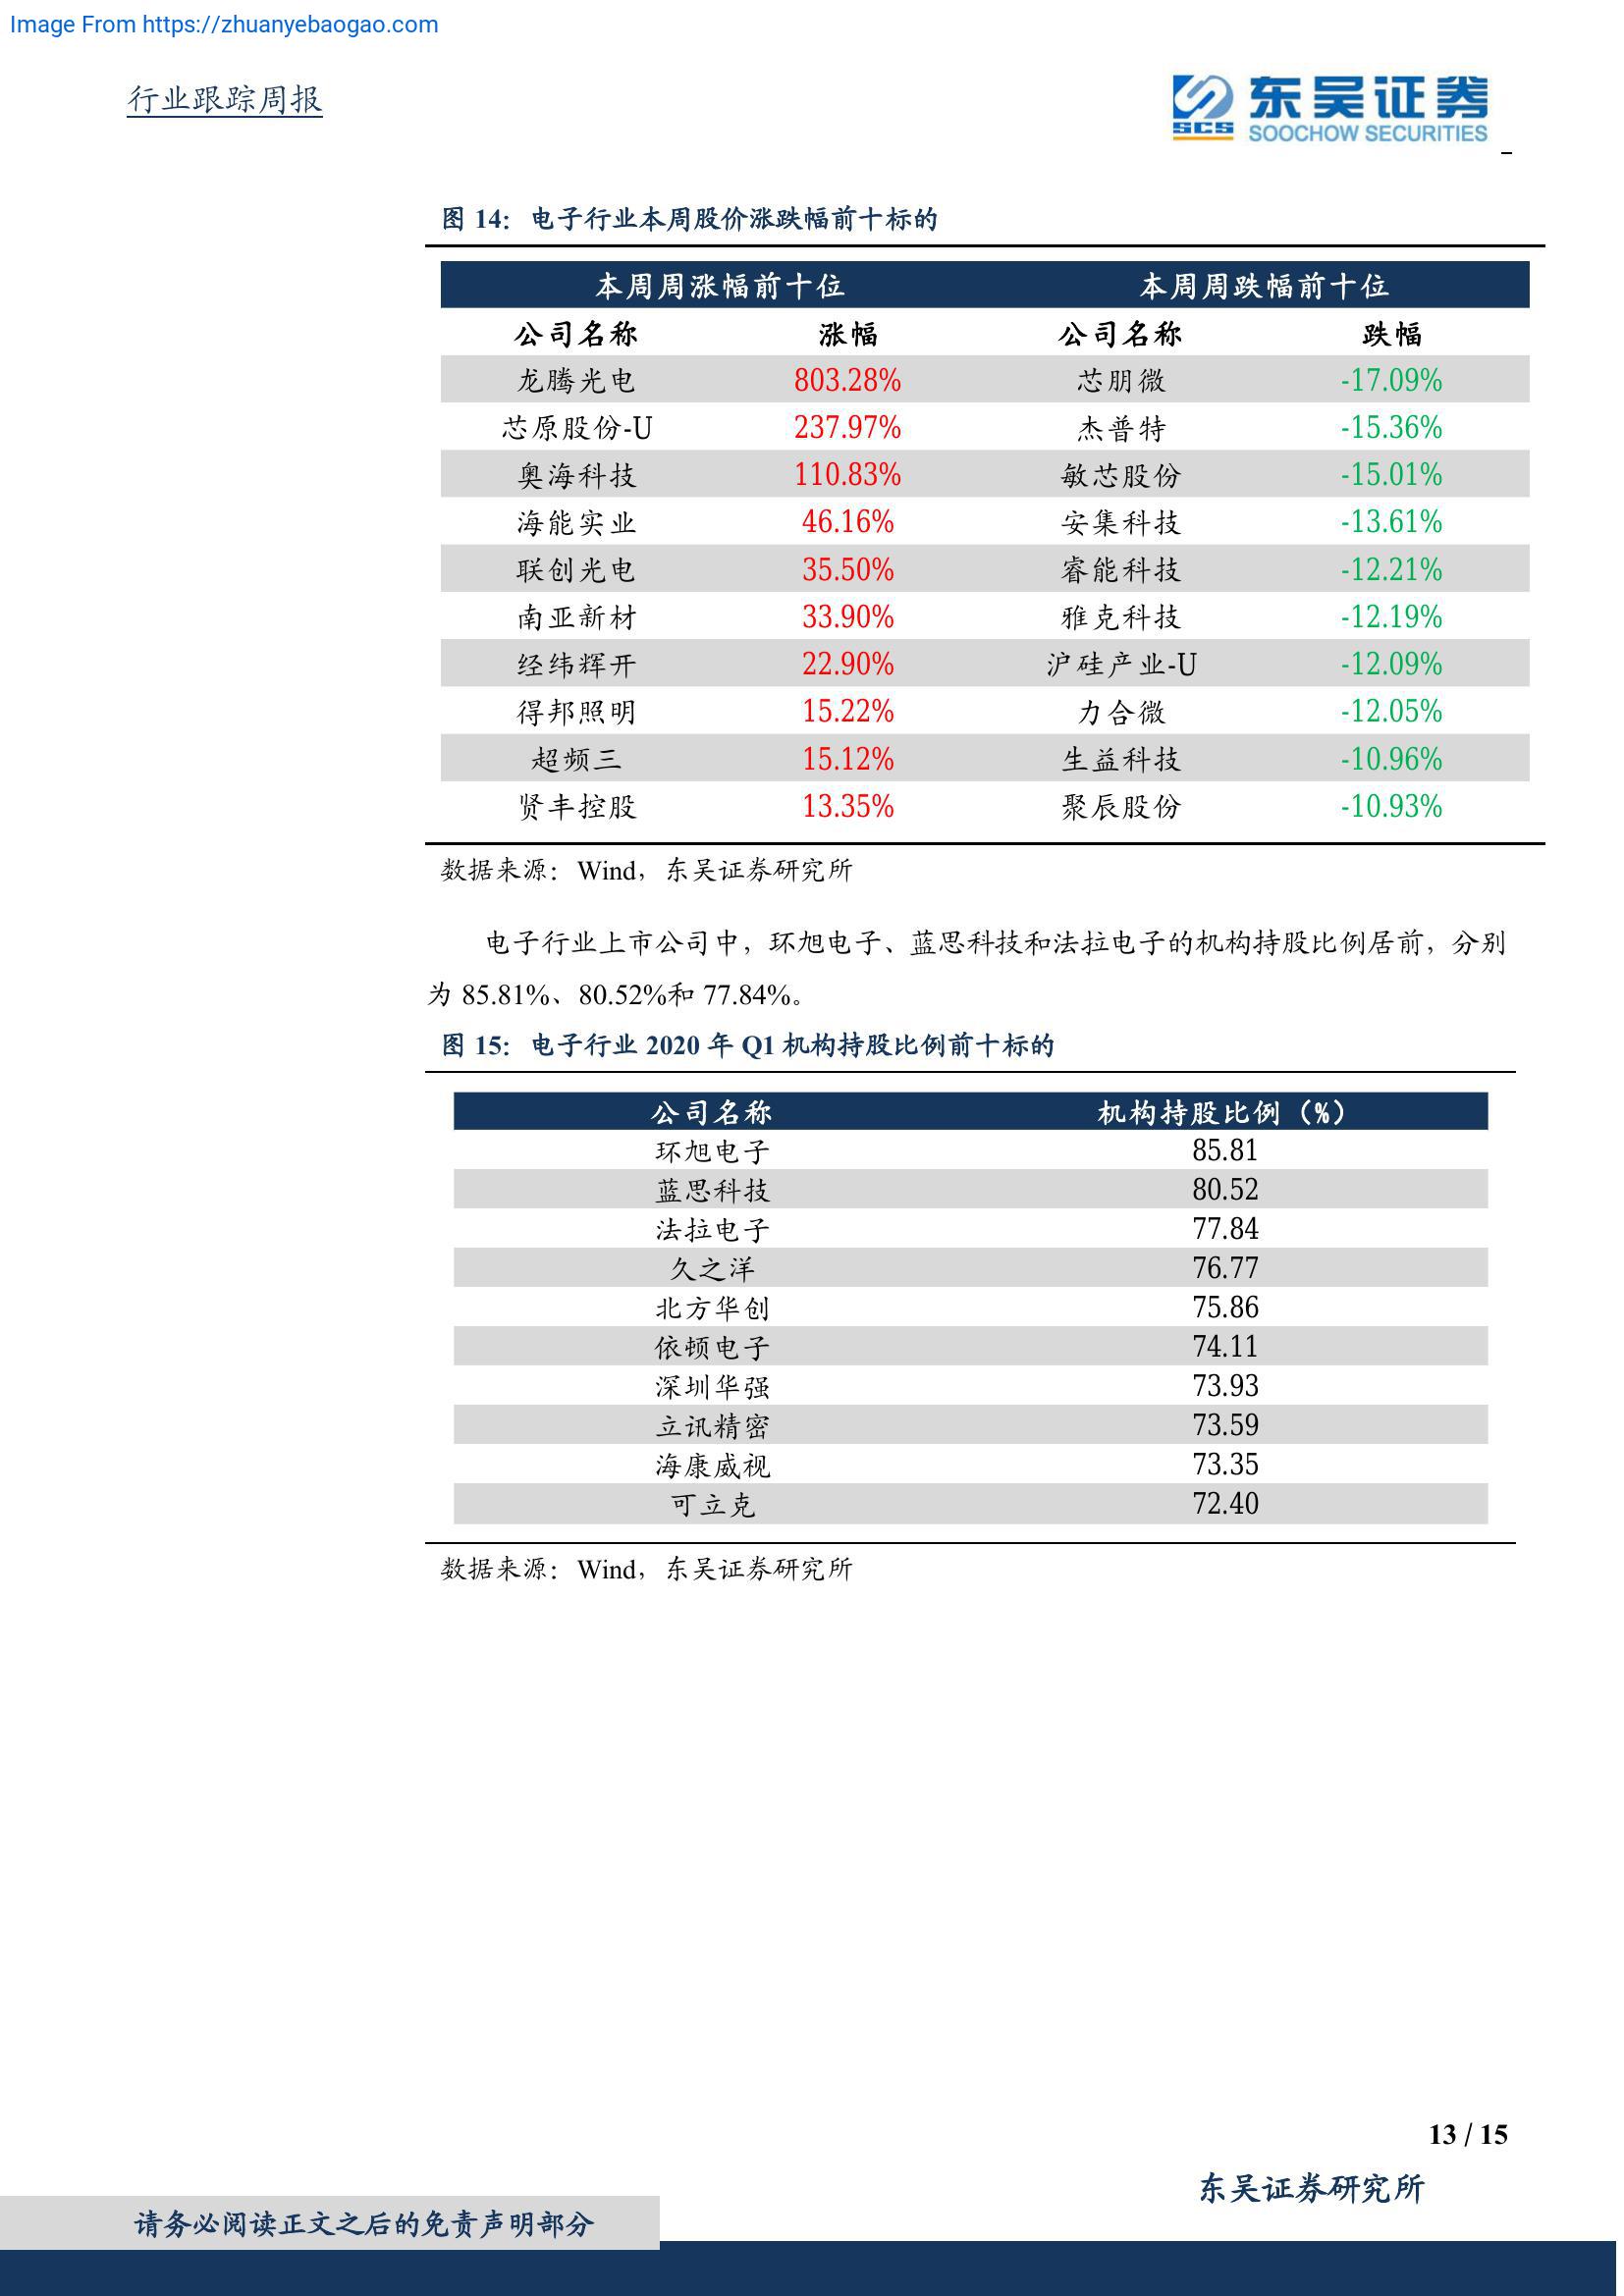 Image From https://zhuanyebaogao.com
行业跟踪周报
SCS 东吴证券
SOOCHOW SECURITIES
图 14：电子行业本周股价涨跌幅前十标的
本周周涨幅前十位 本周周跌幅前十位
公司名称 涨幅 公司名称 跌幅
龙腾光电 803.28% 芯朋微 -17.09%
芯原股份-U 237.97% 杰普特 -15.36%
奥海科技 110.83% 敏芯股份 -15.01%
海能实业 46.16% 安集科技 -13.61%
联创光电 35.50% 睿能科技 -12.21%
南亚新材 33.90% 雅克科技 -12.19%
经纬辉开 22.90% 沪硅产业-U -12.09%
得邦照明 15.22% 力合微 -12.05%
超频三 15.12% 生益科技 -10.96%
贤丰控股 13.35% 聚辰股份 -10.93%
数据来源：Wind，东吴证券研究所
电子行业上市公司中，环旭电子、蓝思科技和法拉电子的机构持股比例居前，分别
为 85.81%、80.52%和 77.84%。
图 15：电子行业 2020 年 Q1 机构持股比例前十标的
公司名称 机构持股比例（%）
环旭电子 85.81
蓝思科技 80.52
法拉电子 77.84
久之洋 76.77
北方华创 75.86
依顿电子 74.11
深圳华强 73.93
立讯精密 73.59
海康威视 73.35
可立克 72.40
数据来源：Wind，东吴证券研究所
13 / 15
东吴证券研究所
请务必阅读正文之后的免责声明部分